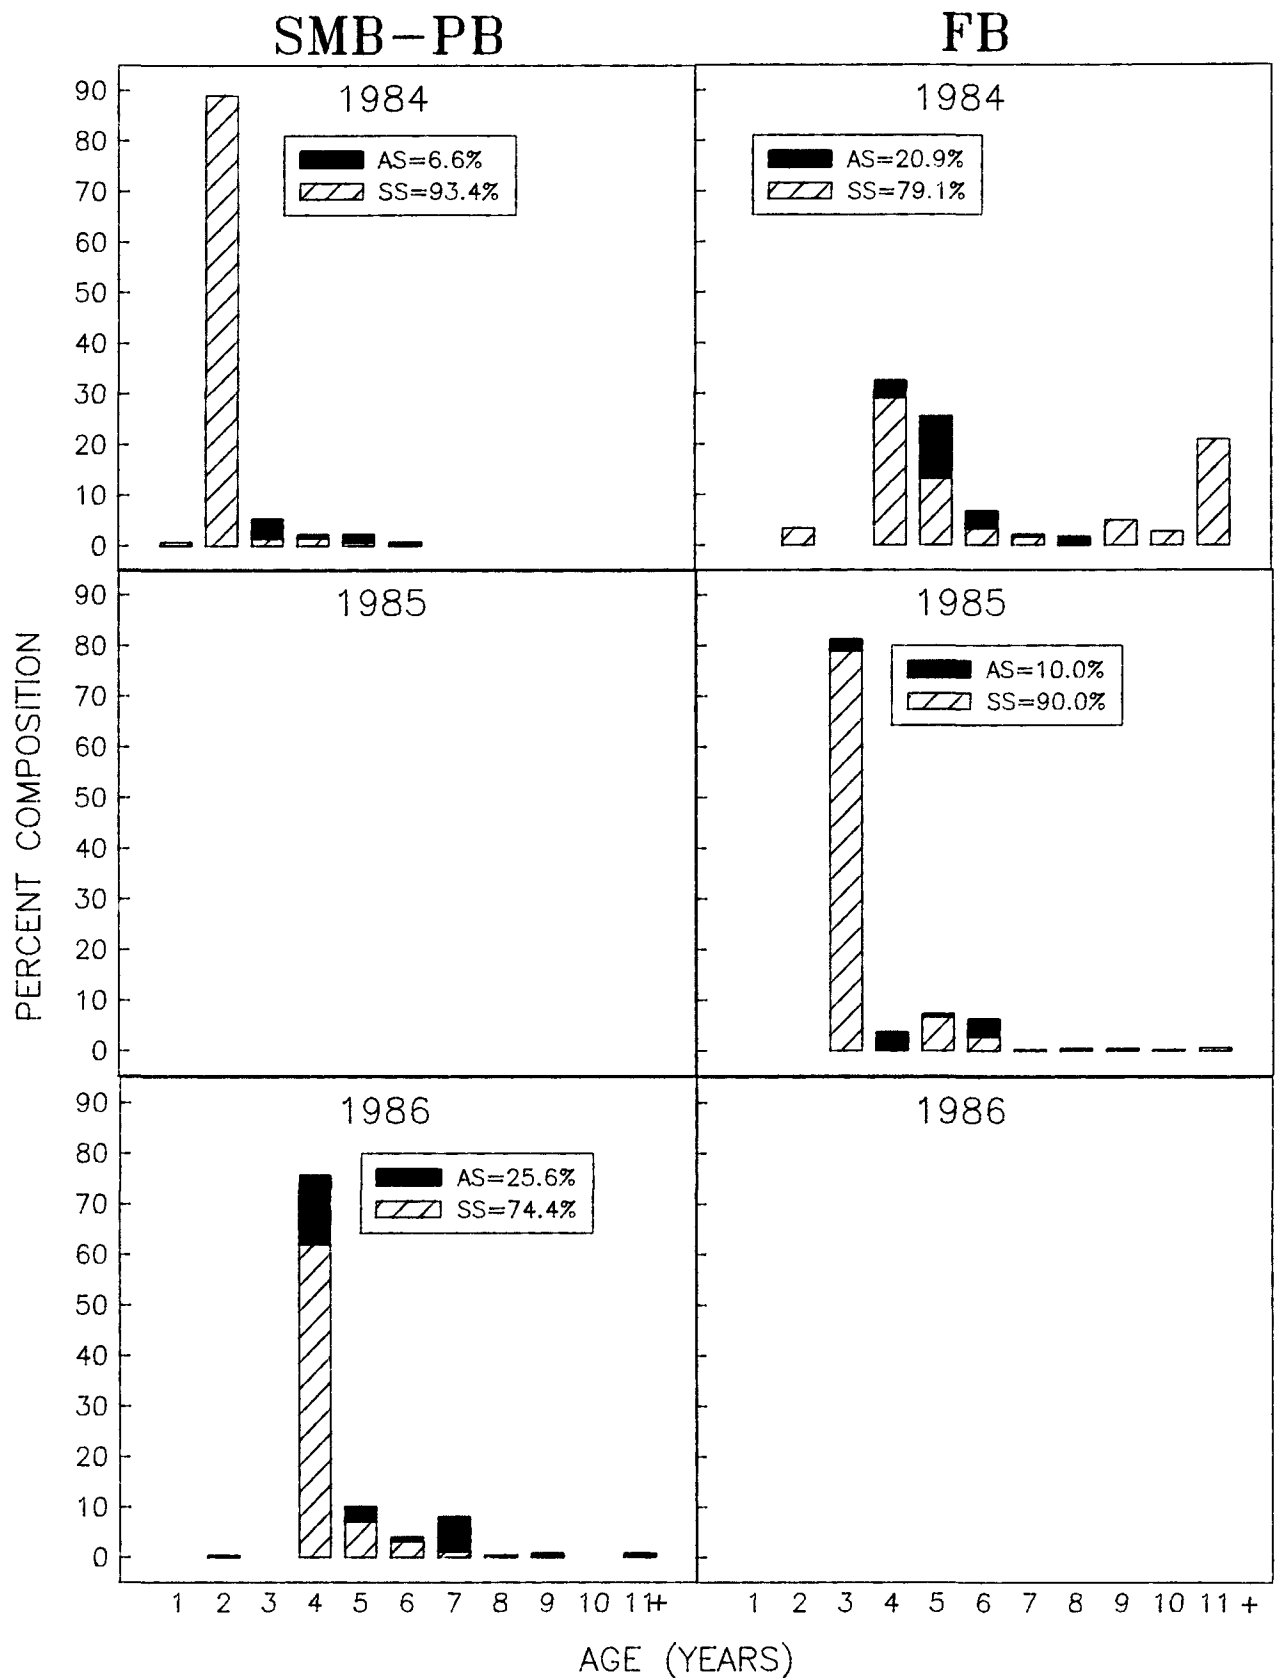 SMB-PB
FB
1984
AS=6.6%
SS=93.4%
90
80
70
60
50
40
30
20
10
0
1984
AS=20.9%
SS=79.1%
1985
90
80
70
60
50
40
30
20
10
0
1985
AS=10.0%
SS=90.0%
1986
AS=25.6%
SS=74.4%
90
80
70
60
50
40
30
20
10
0
1986
PERCENT COMPOSITION
1 2 3 4 5 6 7 8 9 10 11+
1 2 3 4 5 6 7 8 9 10 11 +
AGE (YEARS)